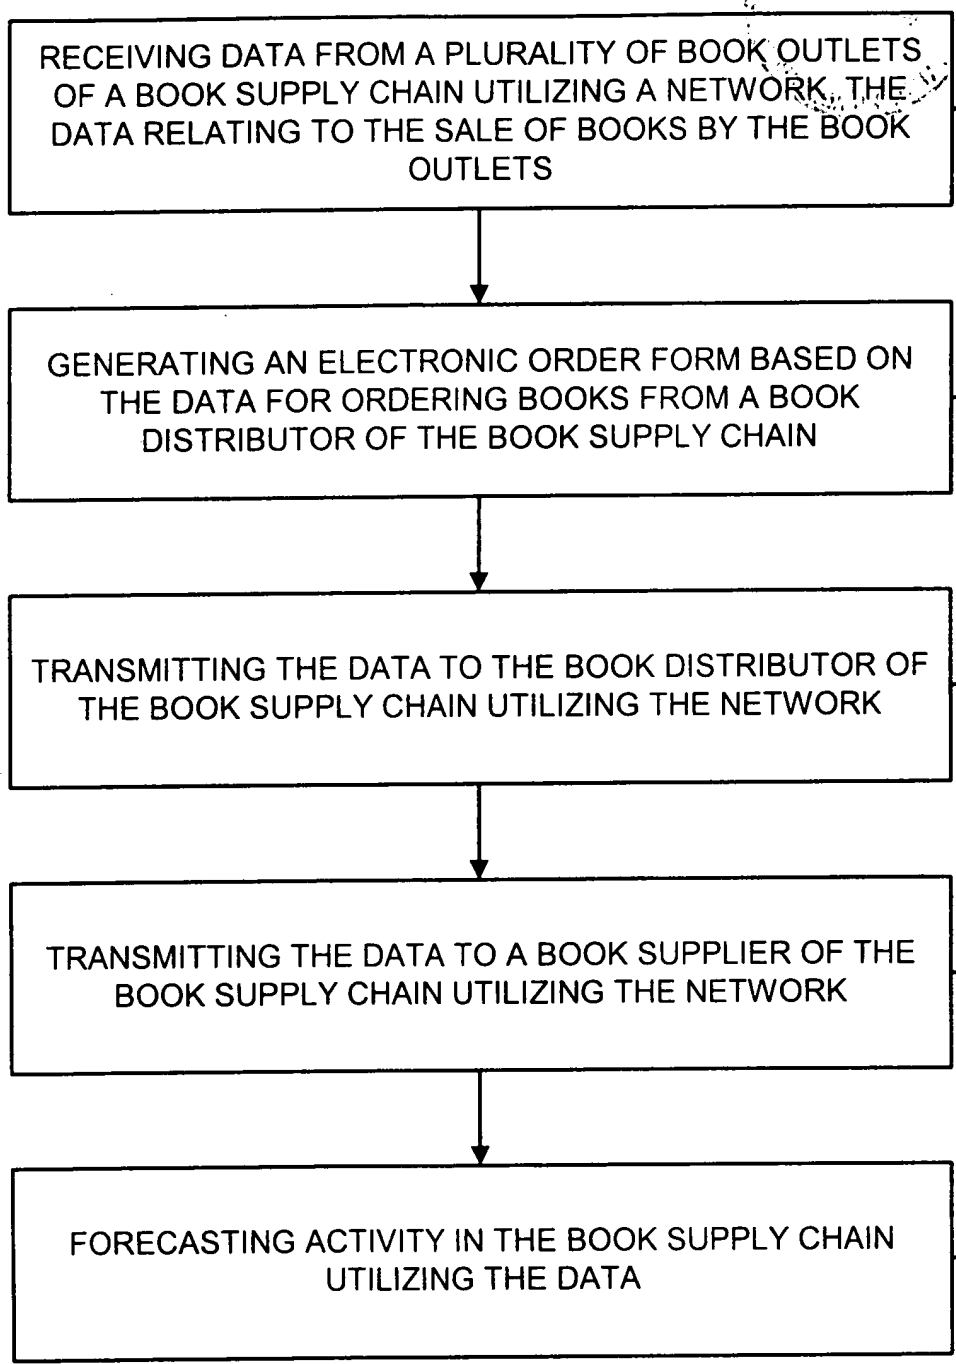 RECEIVING DATA FROM A PLURALITY OF BOOK OUTLETS
OF A BOOK SUPPLY CHAIN UTILIZING A NETWORK, THE
DATA RELATING TO THE SALE OF BOOKS BY THE BOOK
OUTLETS
GENERATING AN ELECTRONIC ORDER FORM BASED ON
THE DATA FOR ORDERING BOOKS FROM A BOOK
DISTRIBUTOR OF THE BOOK SUPPLY CHAIN
TRANSMITTING THE DATA TO THE BOOK DISTRIBUTOR OF
THE BOOK SUPPLY CHAIN UTILIZING THE NETWORK
TRANSMITTING THE DATA TO A BOOK SUPPLIER OF THE
BOOK SUPPLY CHAIN UTILIZING THE NETWORK
FORECASTING ACTIVITY IN THE BOOK SUPPLY CHAIN
UTILIZING THE DATA